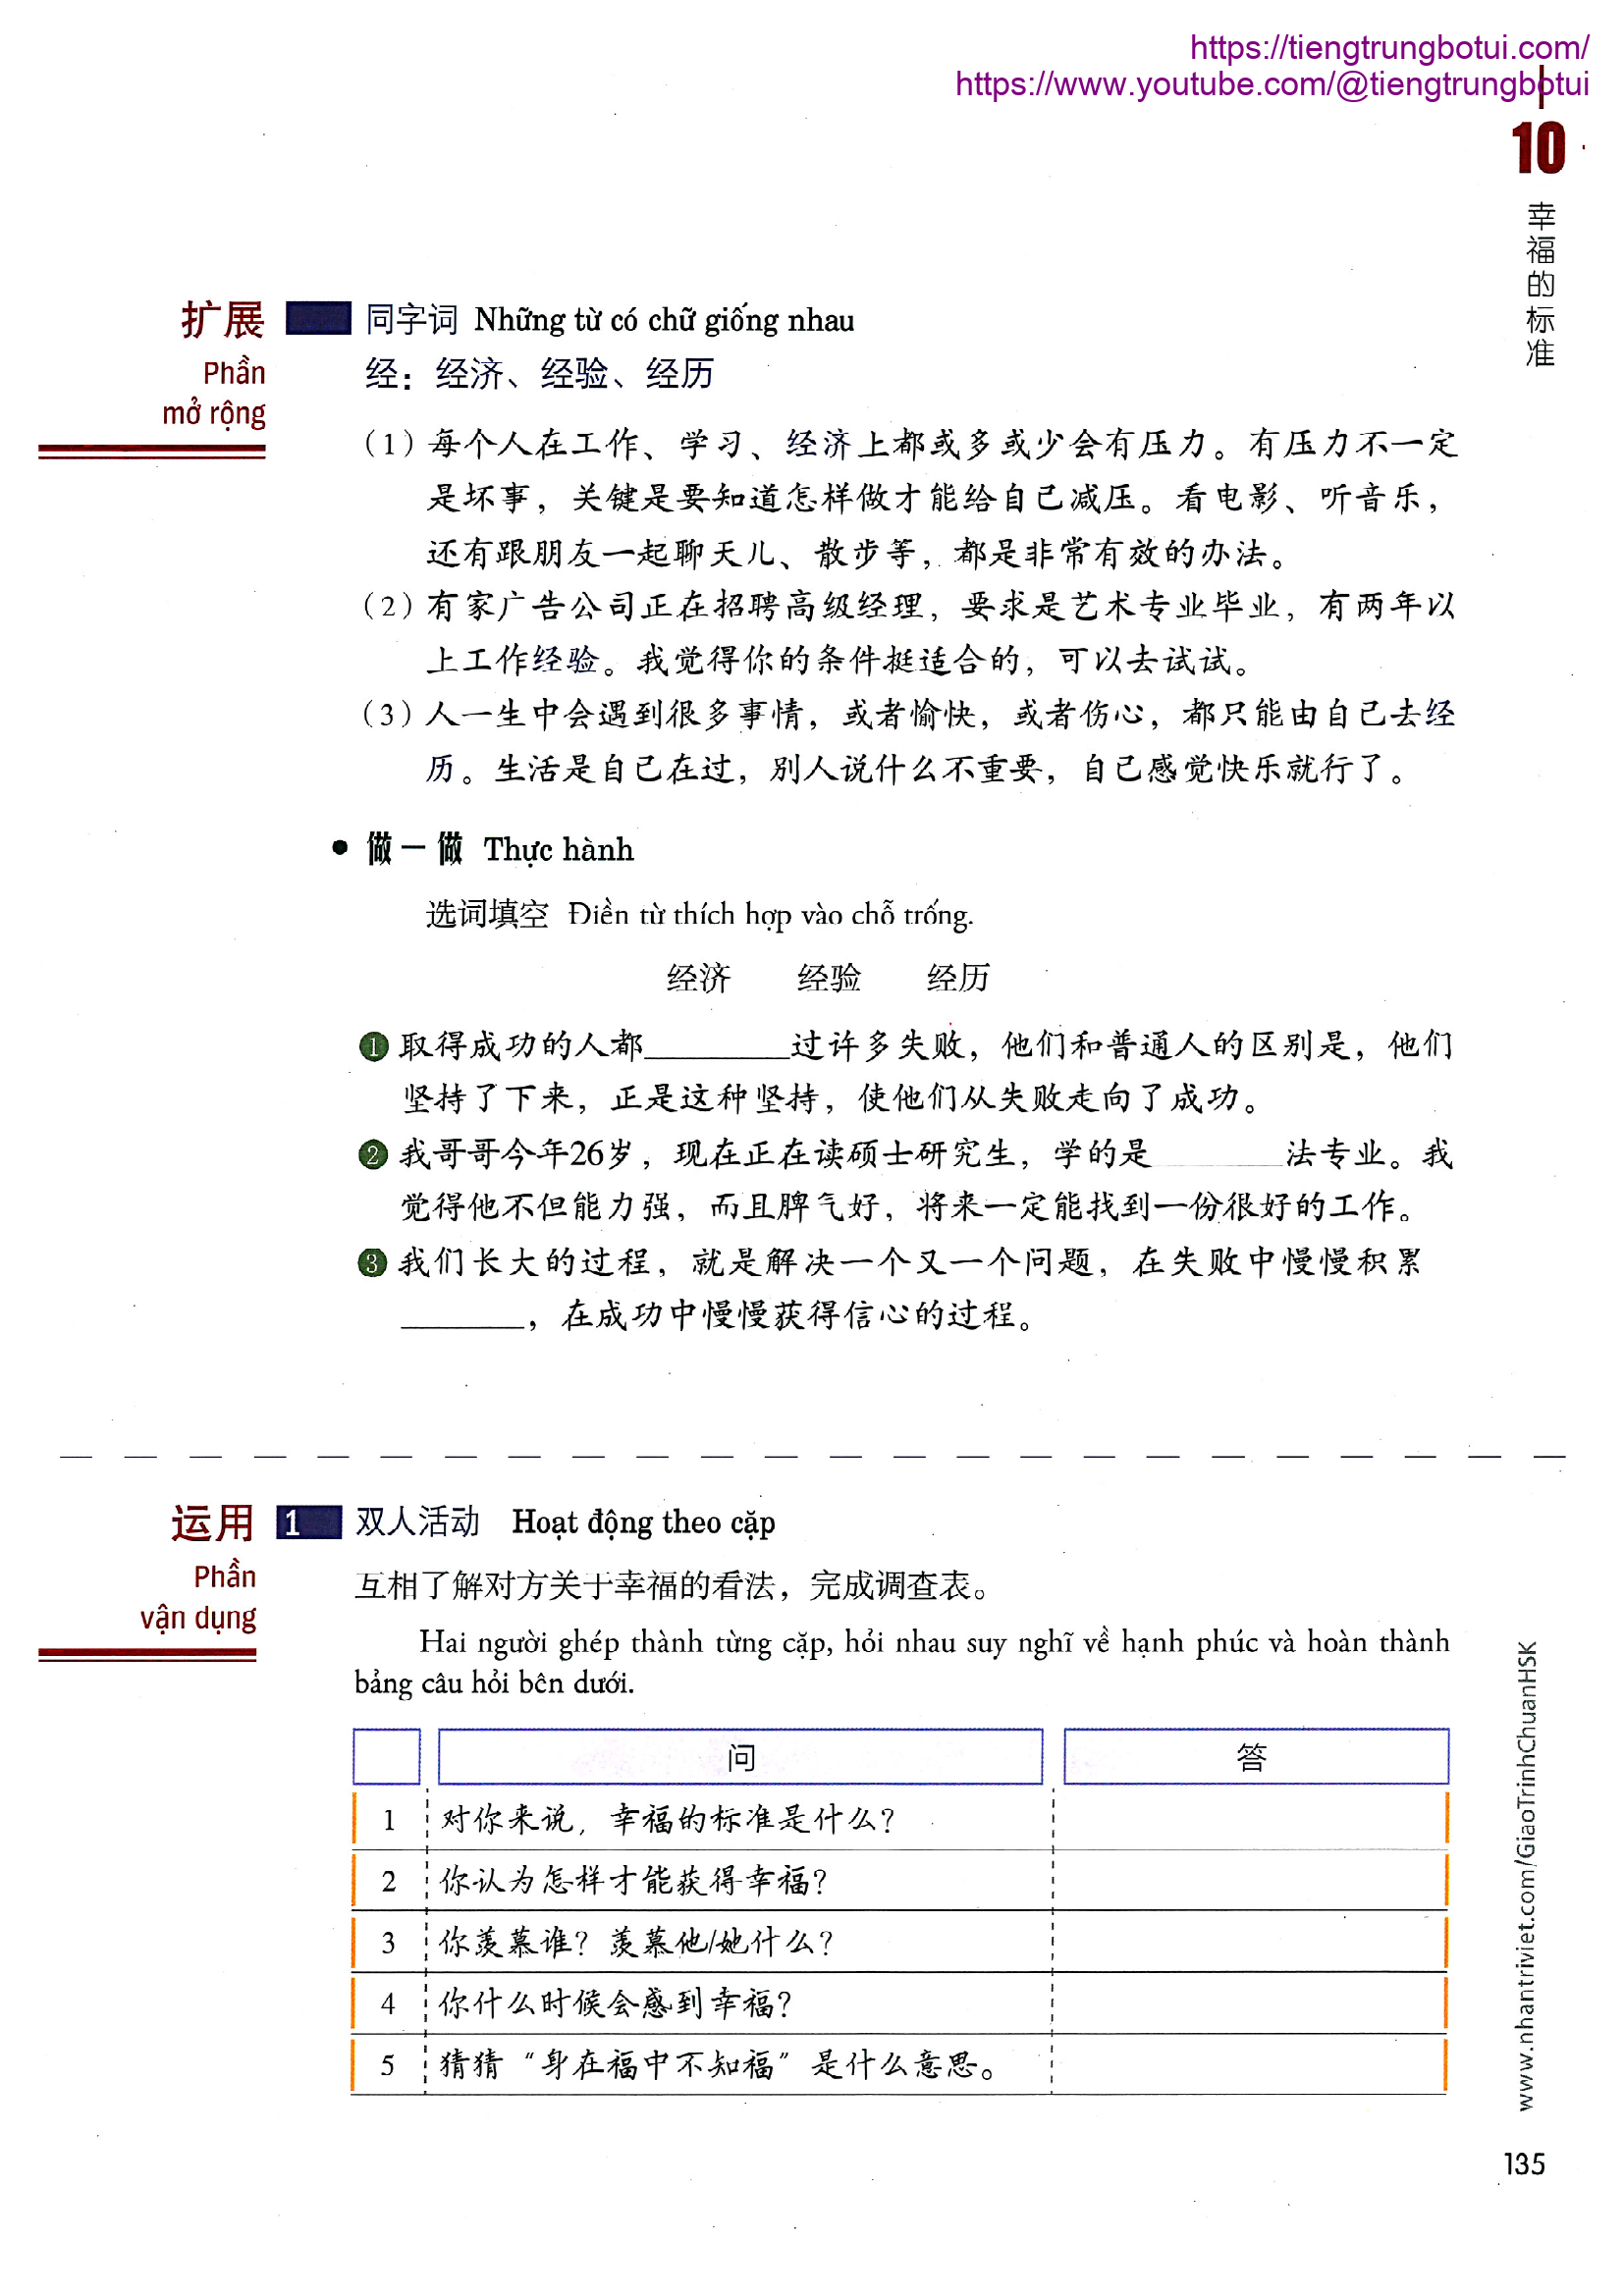 https://tiengtrungbotui.com/
https://www.youtube.com/@tiengtrungbotui
10
幸福的标准
扩展
Phần
mở rộng
同字词 Những từ có chữ giống nhau
经：经济、经验、经历
（1）每个人在工作、学习、经济上都或多或少会有压力。有压力不一定
是坏事，关键是要知道怎样做才能给自己减压。看电影、听音乐，
还有跟朋友一起聊天儿、散步等，都是非常有效的办法。
（2）有家广告公司正在招聘高级经理，要求是艺术专业毕业，有两年以
上工作经验。我觉得你的条件挺适合的，可以去试试。
（3）人一生中会遇到很多事情，或者愉快，或者伤心，都只能由自己去经
历。生活是自己在过，别人说什么不重要，自己感觉快乐就行了。
• 做一做 Thực hành
选词填空 Điền từ thích hợp vào chỗ trống.
经济 经验 经历
1 取得成功的人都________过许多失败，他们和普通人的区别是，他们
坚持了下来，正是这种坚持，使他们从失败走向了成功。
2 我哥哥今年26岁，现在正在读硕士研究生，学的是________法专业。我
觉得他不但能力强，而且脾气好，将来一定能找到一份很好的工作。
3 我们长大的过程，就是解决一个又一个问题，在失败中慢慢积累
________，在成功中慢慢获得信心的过程。
运用
Phần
vận dụng
1 双人活动 Hoạt động theo cặp
互相了解对方关于幸福的看法，完成调查表。
Hai người ghép thành từng cặp, hỏi nhau suy nghĩ về hạnh phúc và hoàn thành
bảng câu hỏi bên dưới.
问 答
1 对你来说，幸福的标准是什么？
2 你认为怎样才能获得幸福？
3 你羡慕谁？羡慕他/她什么？
4 你什么时候会感到幸福？
5 猜猜“身在福中不知福”是什么意思。
www.nhantriviet.com/GiaoTrinhChuanHSK
135